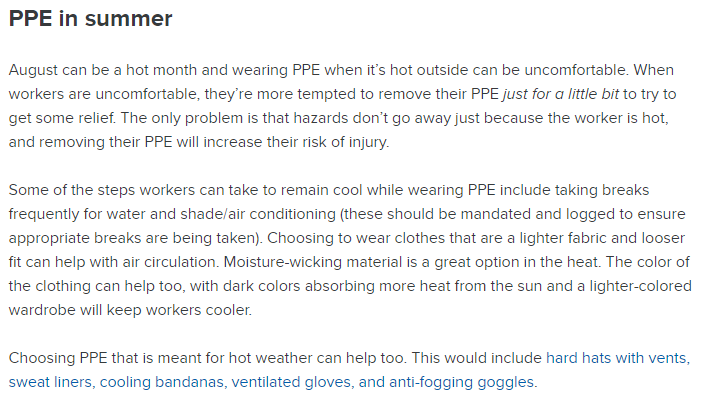 PPE in summer
August can be a hot month and wearing PPE when it’s hot outside can be uncomfortable. When
workers are uncomfortable, they’re more tempted to remove their PPE just for a little bit to try to
get some relief. The only problem is that hazards don’t go away just because the worker is hot,
and removing their PPE will increase their risk of injury.
Some of the steps workers can take to remain cool while wearing PPE include taking breaks
frequently for water and shade/air conditioning (these should be mandated and logged to ensure
appropriate breaks are being taken). Choosing to wear clothes that are a lighter fabric and looser
fit can help with air circulation. Moisture-wicking material is a great option in the heat. The color of
the clothing can help too, with dark colors absorbing more heat from the sun and a lighter-colored
wardrobe will keep workers cooler.
Choosing PPE that is meant for hot weather can help too. This would include hard hats with vents,
sweat liners, cooling bandanas, ventilated gloves, and anti-fogging goggles.